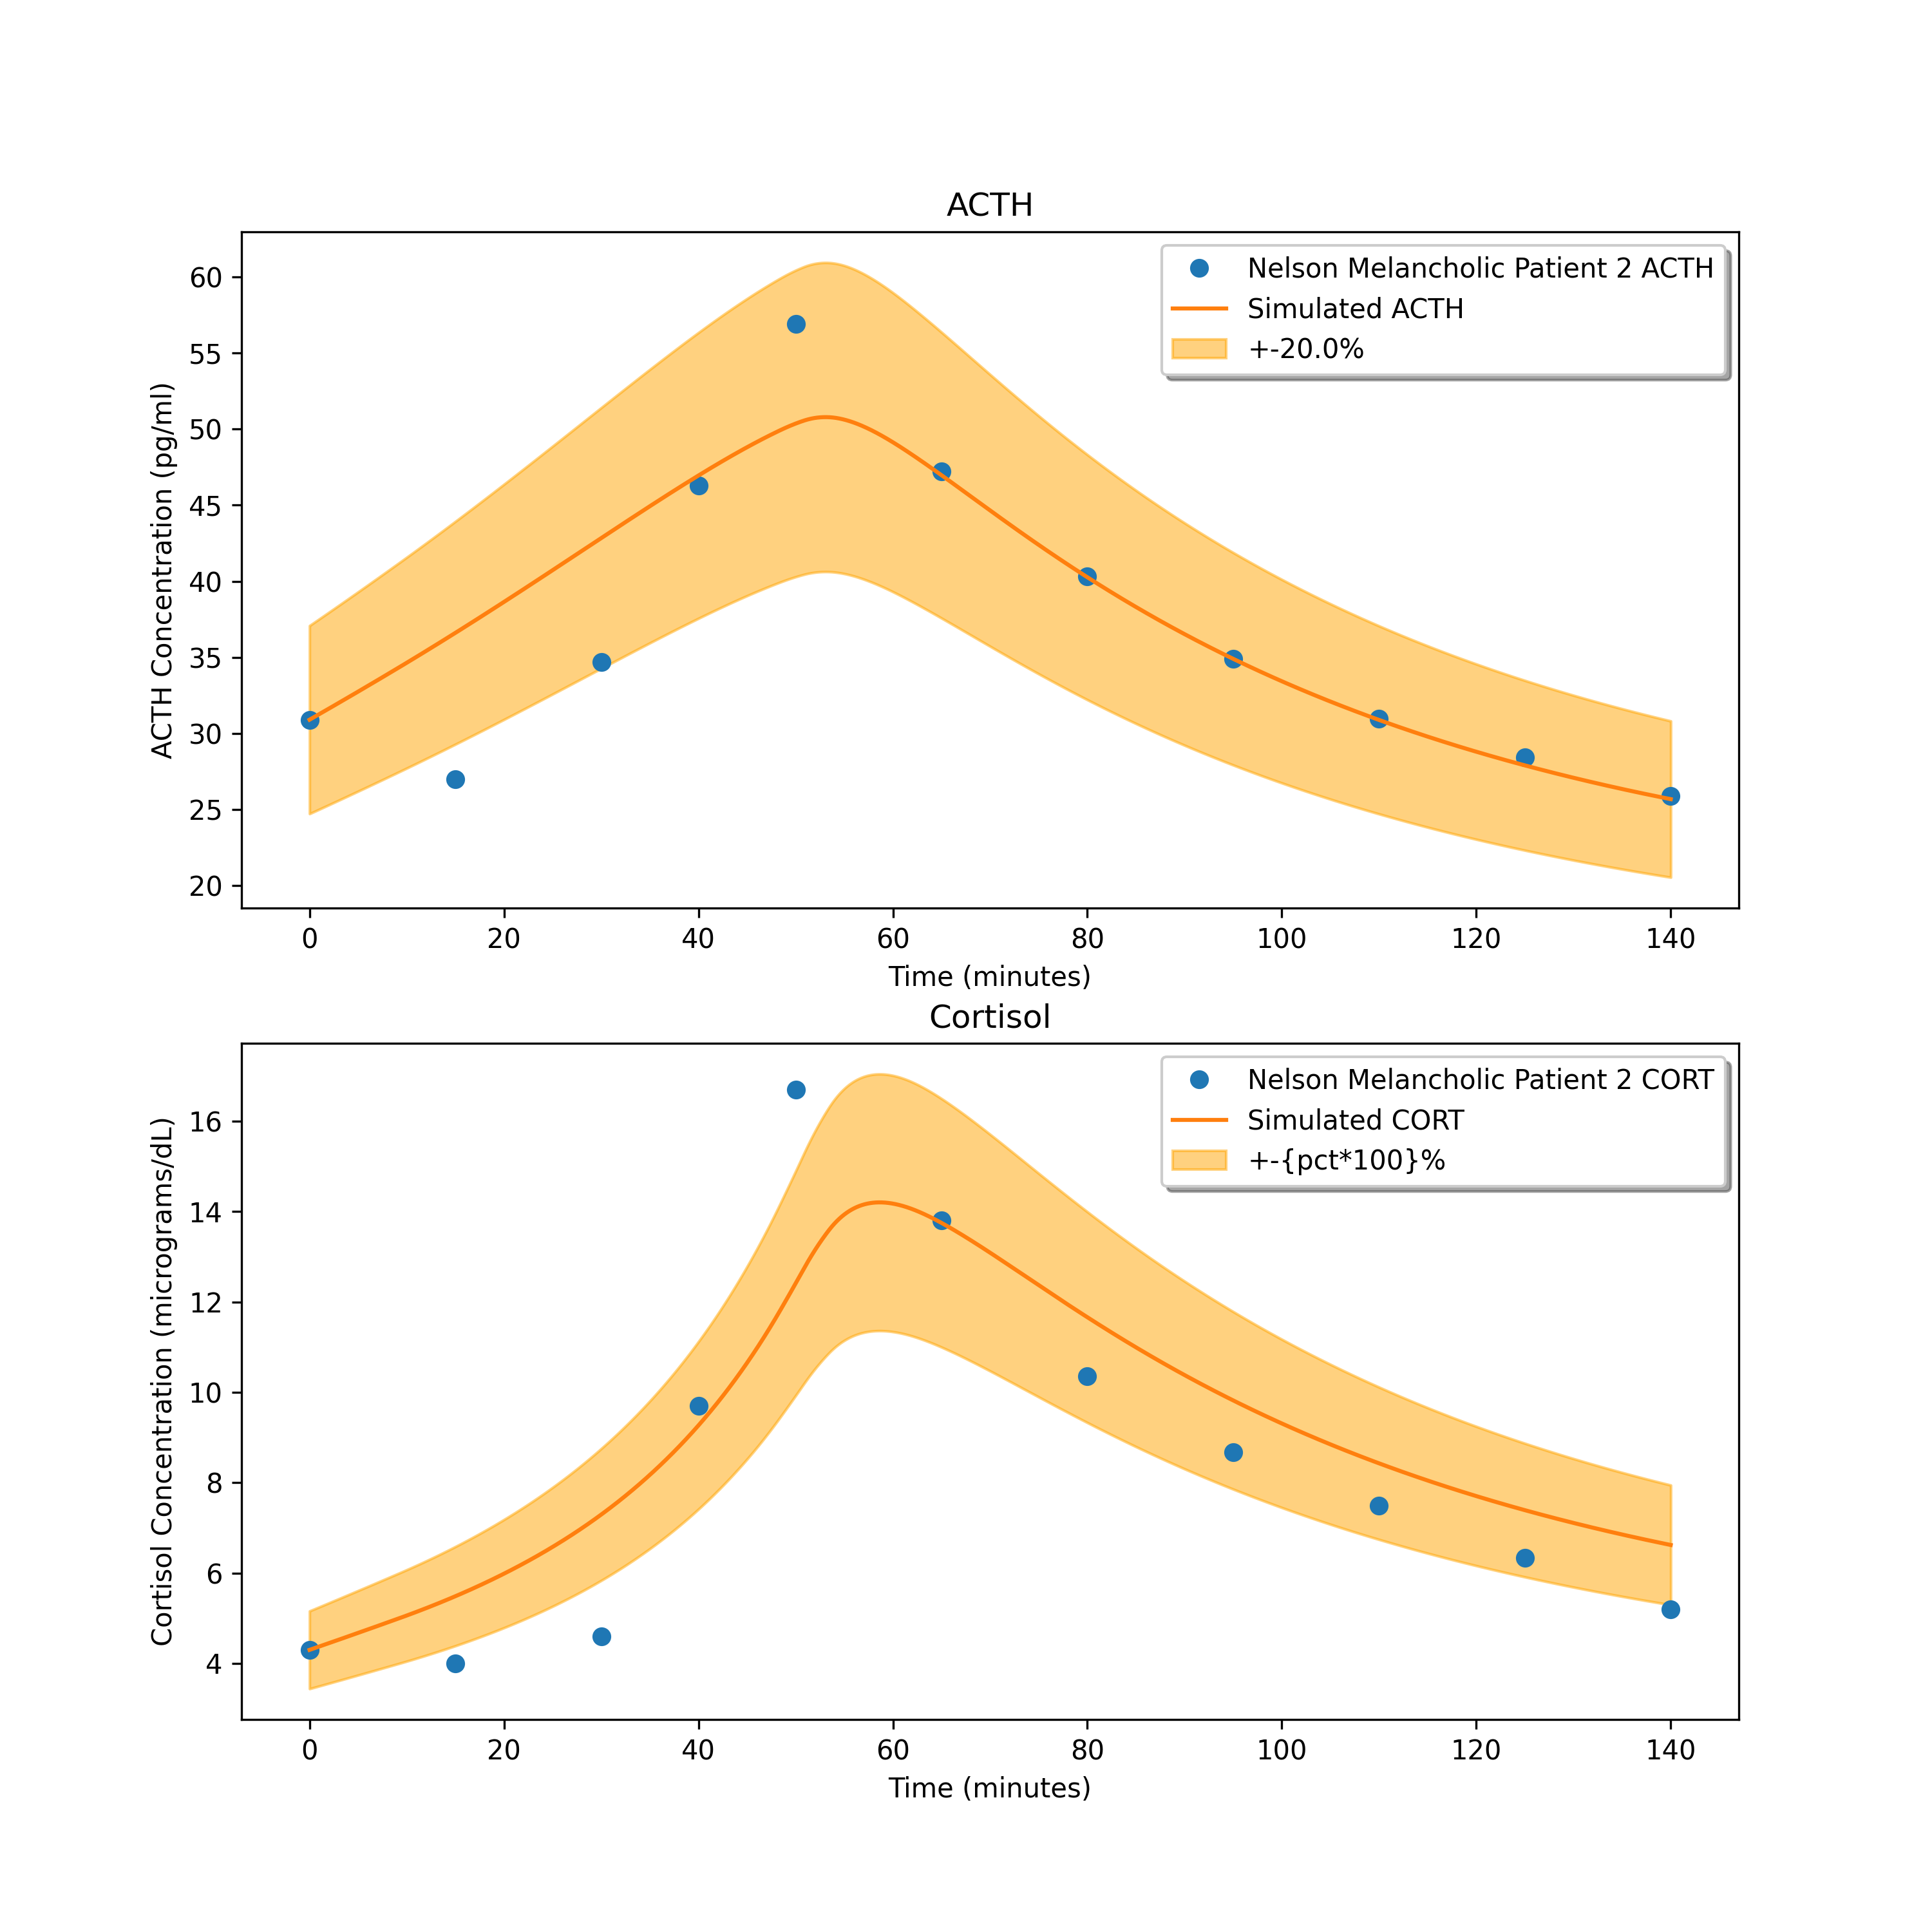 ACTH
Nelson Melancholic Patient 2 ACTH
Simulated ACTH
+-20.0%
60
55
50
45
40
35
30
25
20
ACTH Concentration (pg/ml)
0 20 40 60 80 100 120 140
Time (minutes)
Cortisol
Nelson Melancholic Patient 2 CORT
Simulated CORT
+-{pct*100}%
16
14
12
10
8
6
4
Cortisol Concentration (micrograms/dL)
0 20 40 60 80 100 120 140
Time (minutes)